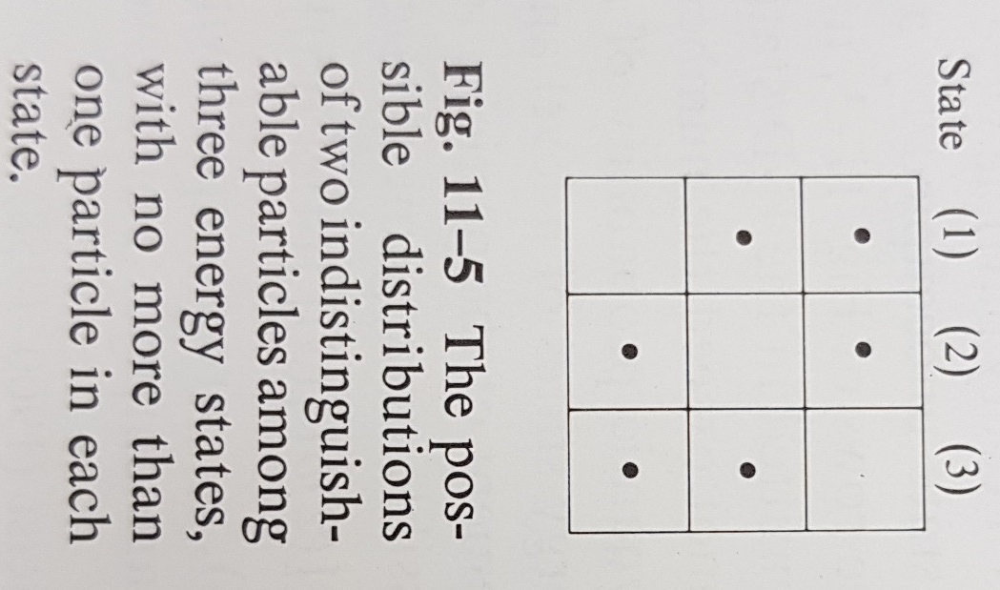 State (1) (2) (3)
Fig. 11–5 The pos-
sible distributions
of two indistinguish-
able particles among
three energy states,
with no more than
one particle in each
state.